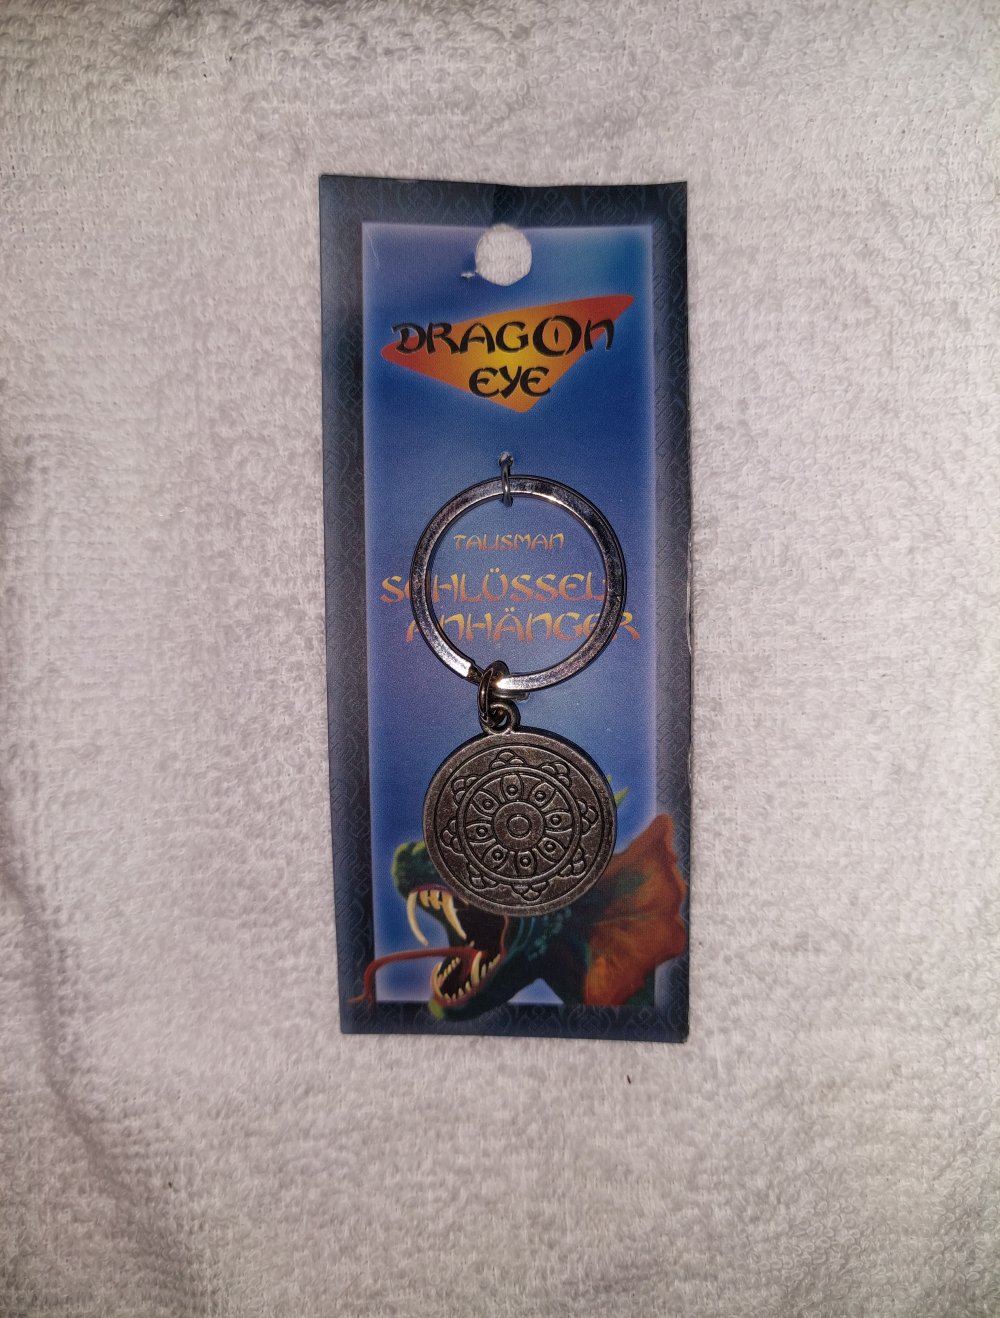 DRAGON
EYE
TALISMAN
SCHLÜSSEL-
ANHÄNGER